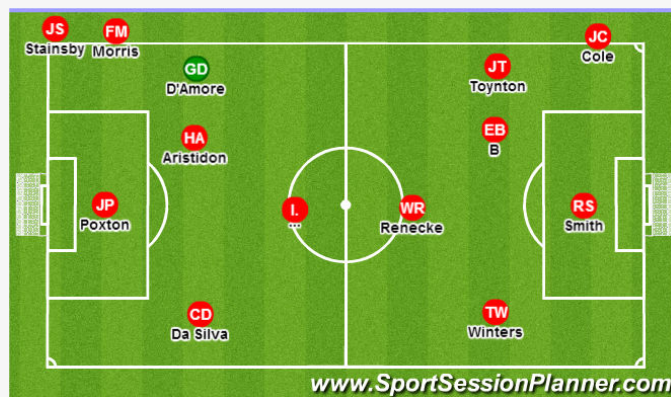 JS
Stainsby
FM
Morris
JC
Cole
GD
D'Amore
JT
Toynton
HA
Aristidon
EB
B
JP
Poxton
I.
...
WR
Renecke
RS
Smith
CD
Da Silva
TW
Winters
www.SportSessionPlanner.com